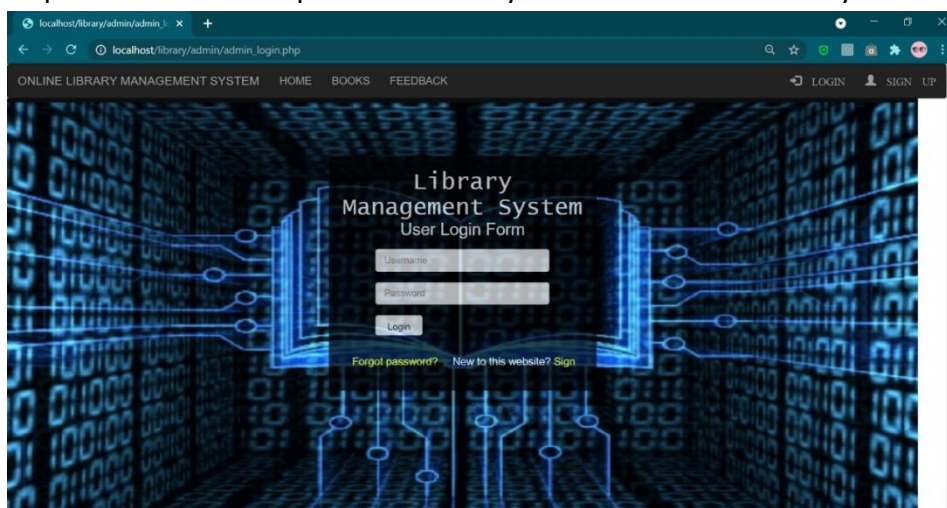 localhost/library/admin/admin_lo
localhost/library/admin/admin_login.php
ONLINE LIBRARY MANAGEMENT SYSTEM HOME BOOKS FEEDBACK LOGIN SIGN UP
Library
Management System
User Login Form
Username
Password
Login
Forgot password? New to this website? Sign